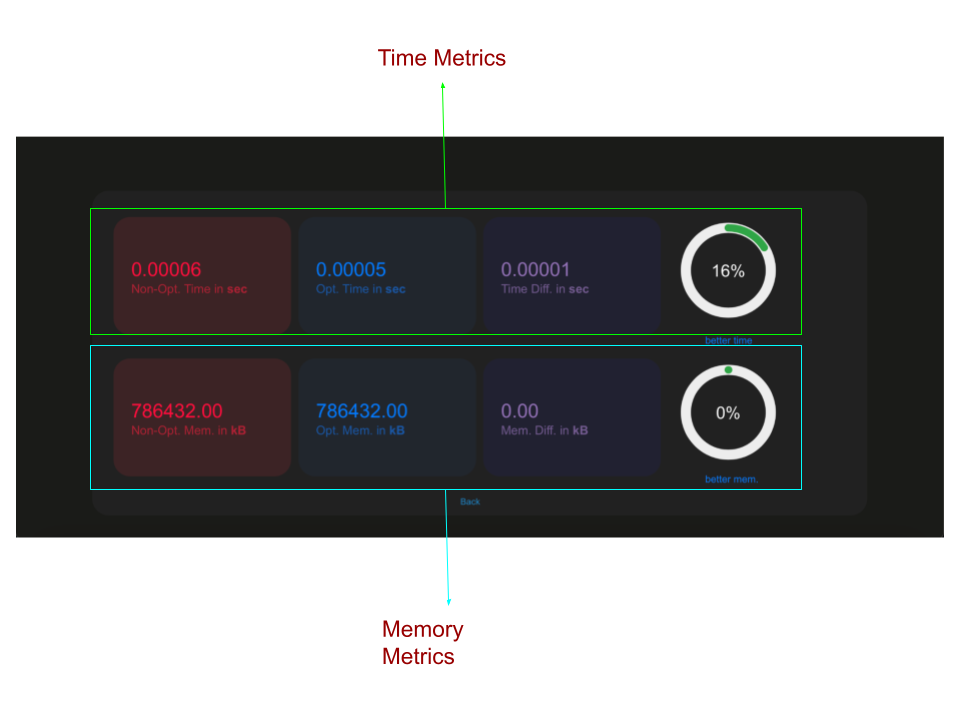 Time Metrics
0.00006
Non-Opt. Time in sec
0.00005
Opt. Time in sec
0.00001
Time Diff. in sec
16%
better time
786432.00
Non-Opt. Mem. in kB
786432.00
Opt. Mem. in kB
0.00
Mem. Diff. in kB
0%
better mem.
Back
Memory
Metrics